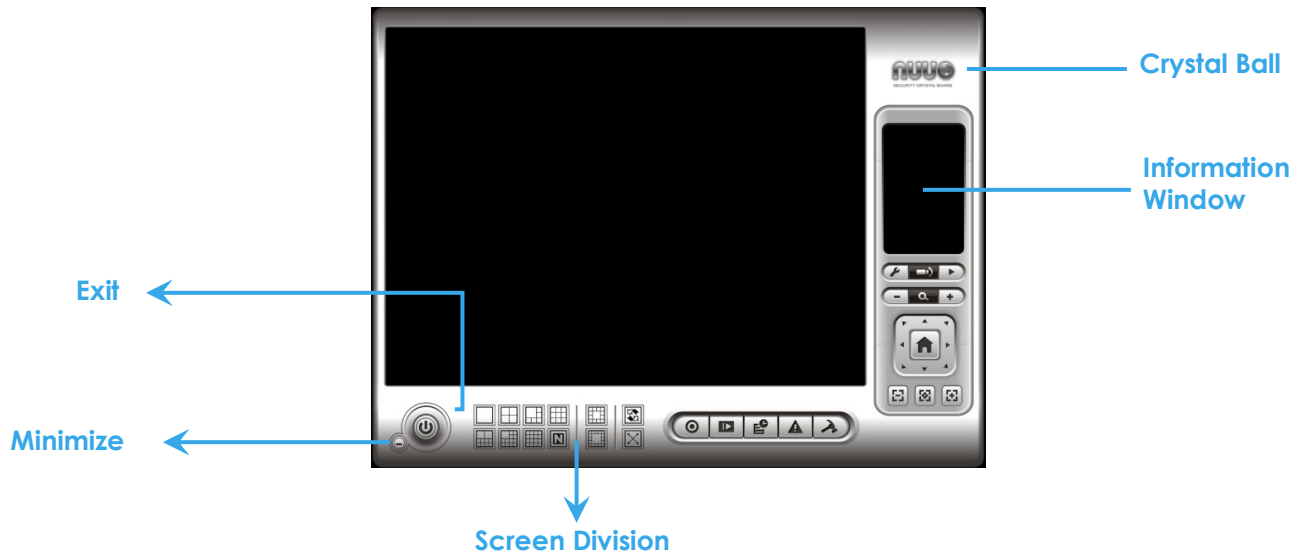 nuuo
SECURITY CRYSTAL BOARD
Crystal Ball
Information
Window
Exit
Minimize
N
Screen Division